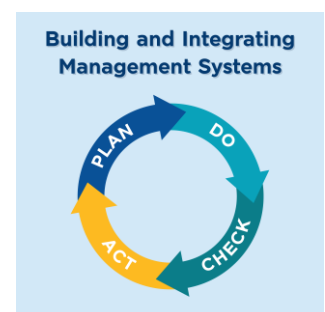 Building and Integrating
Management Systems
PLAN
DO
CHECK
ACT